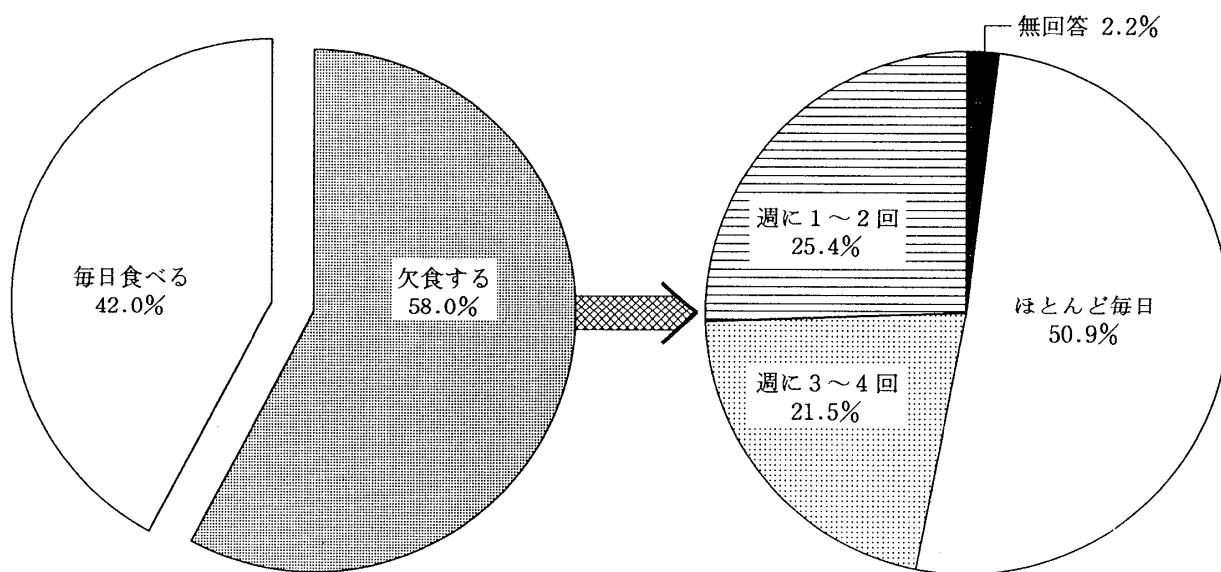 無回答 2.2%
毎日食べる
42.0%
欠食する
58.0%
週に1～2回
25.4%
ほとんど毎日
50.9%
週に3～4回
21.5%